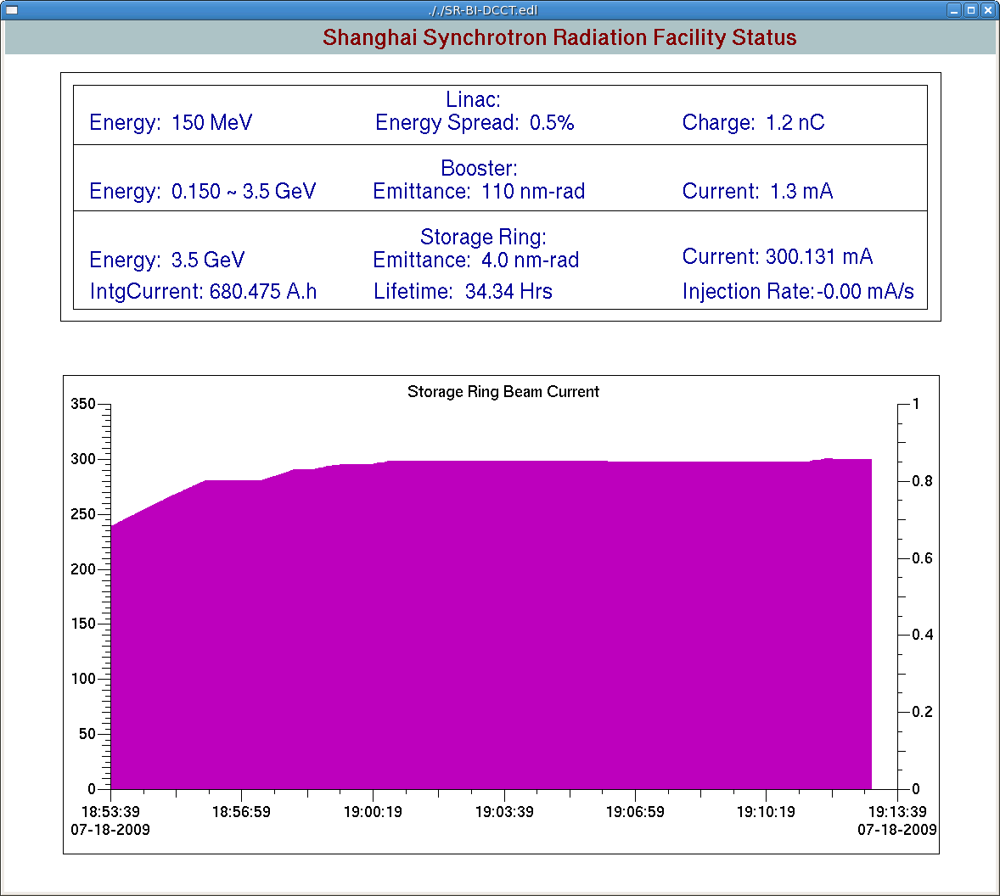 ././SR-BI-DCCT.edl
Shanghai Synchrotron Radiation Facility Status
Linac:
Energy: 150 MeV Energy Spread: 0.5% Charge: 1.2 nC
Booster:
Energy: 0.150 ~ 3.5 GeV Emittance: 110 nm-rad Current: 1.3 mA
Storage Ring:
Energy: 3.5 GeV Emittance: 4.0 nm-rad Current: 300.131 mA
IntgCurrent: 680.475 A.h Lifetime: 34.34 Hrs Injection Rate:-0.00 mA/s
Storage Ring Beam Current
350 1
300
0.8
250
200 0.6
150
0.4
100
0.2
50
0 0
18:53:39 18:56:59 19:00:19 19:03:39 19:06:59 19:10:19 19:13:39
07-18-2009 07-18-2009